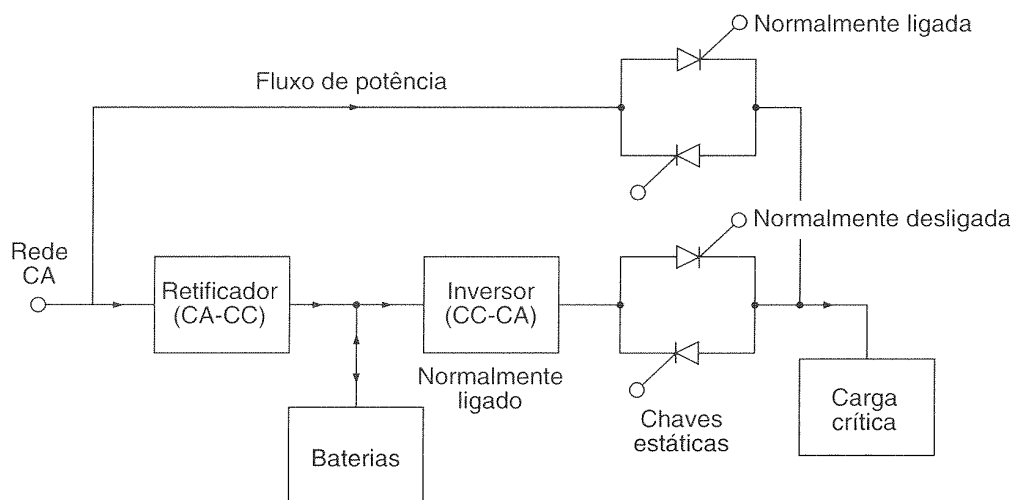 Normalmente ligada
Fluxo de potência
Normalmente desligada
Rede
CA
Retificador
(CA-CC)
Inversor
(CC-CA)
Normalmente
ligado
Chaves
estáticas
Carga
crítica
Baterias